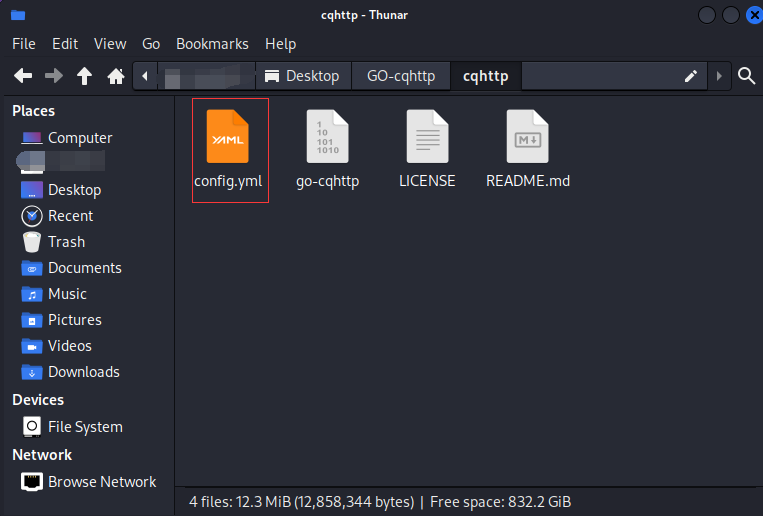 cqhttp - Thunar
File Edit View Go Bookmarks Help
Desktop GO-cqhttp cqhttp
Places
Computer
Desktop
Recent
Trash
Documents
Music
Pictures
Videos
Downloads
Devices
File System
Network
Browse Network
YAML
1
10
101
1010
M
config.yml go-cqhttp LICENSE README.md
4 files: 12.3 MiB (12,858,344 bytes) | Free space: 832.2 GiB